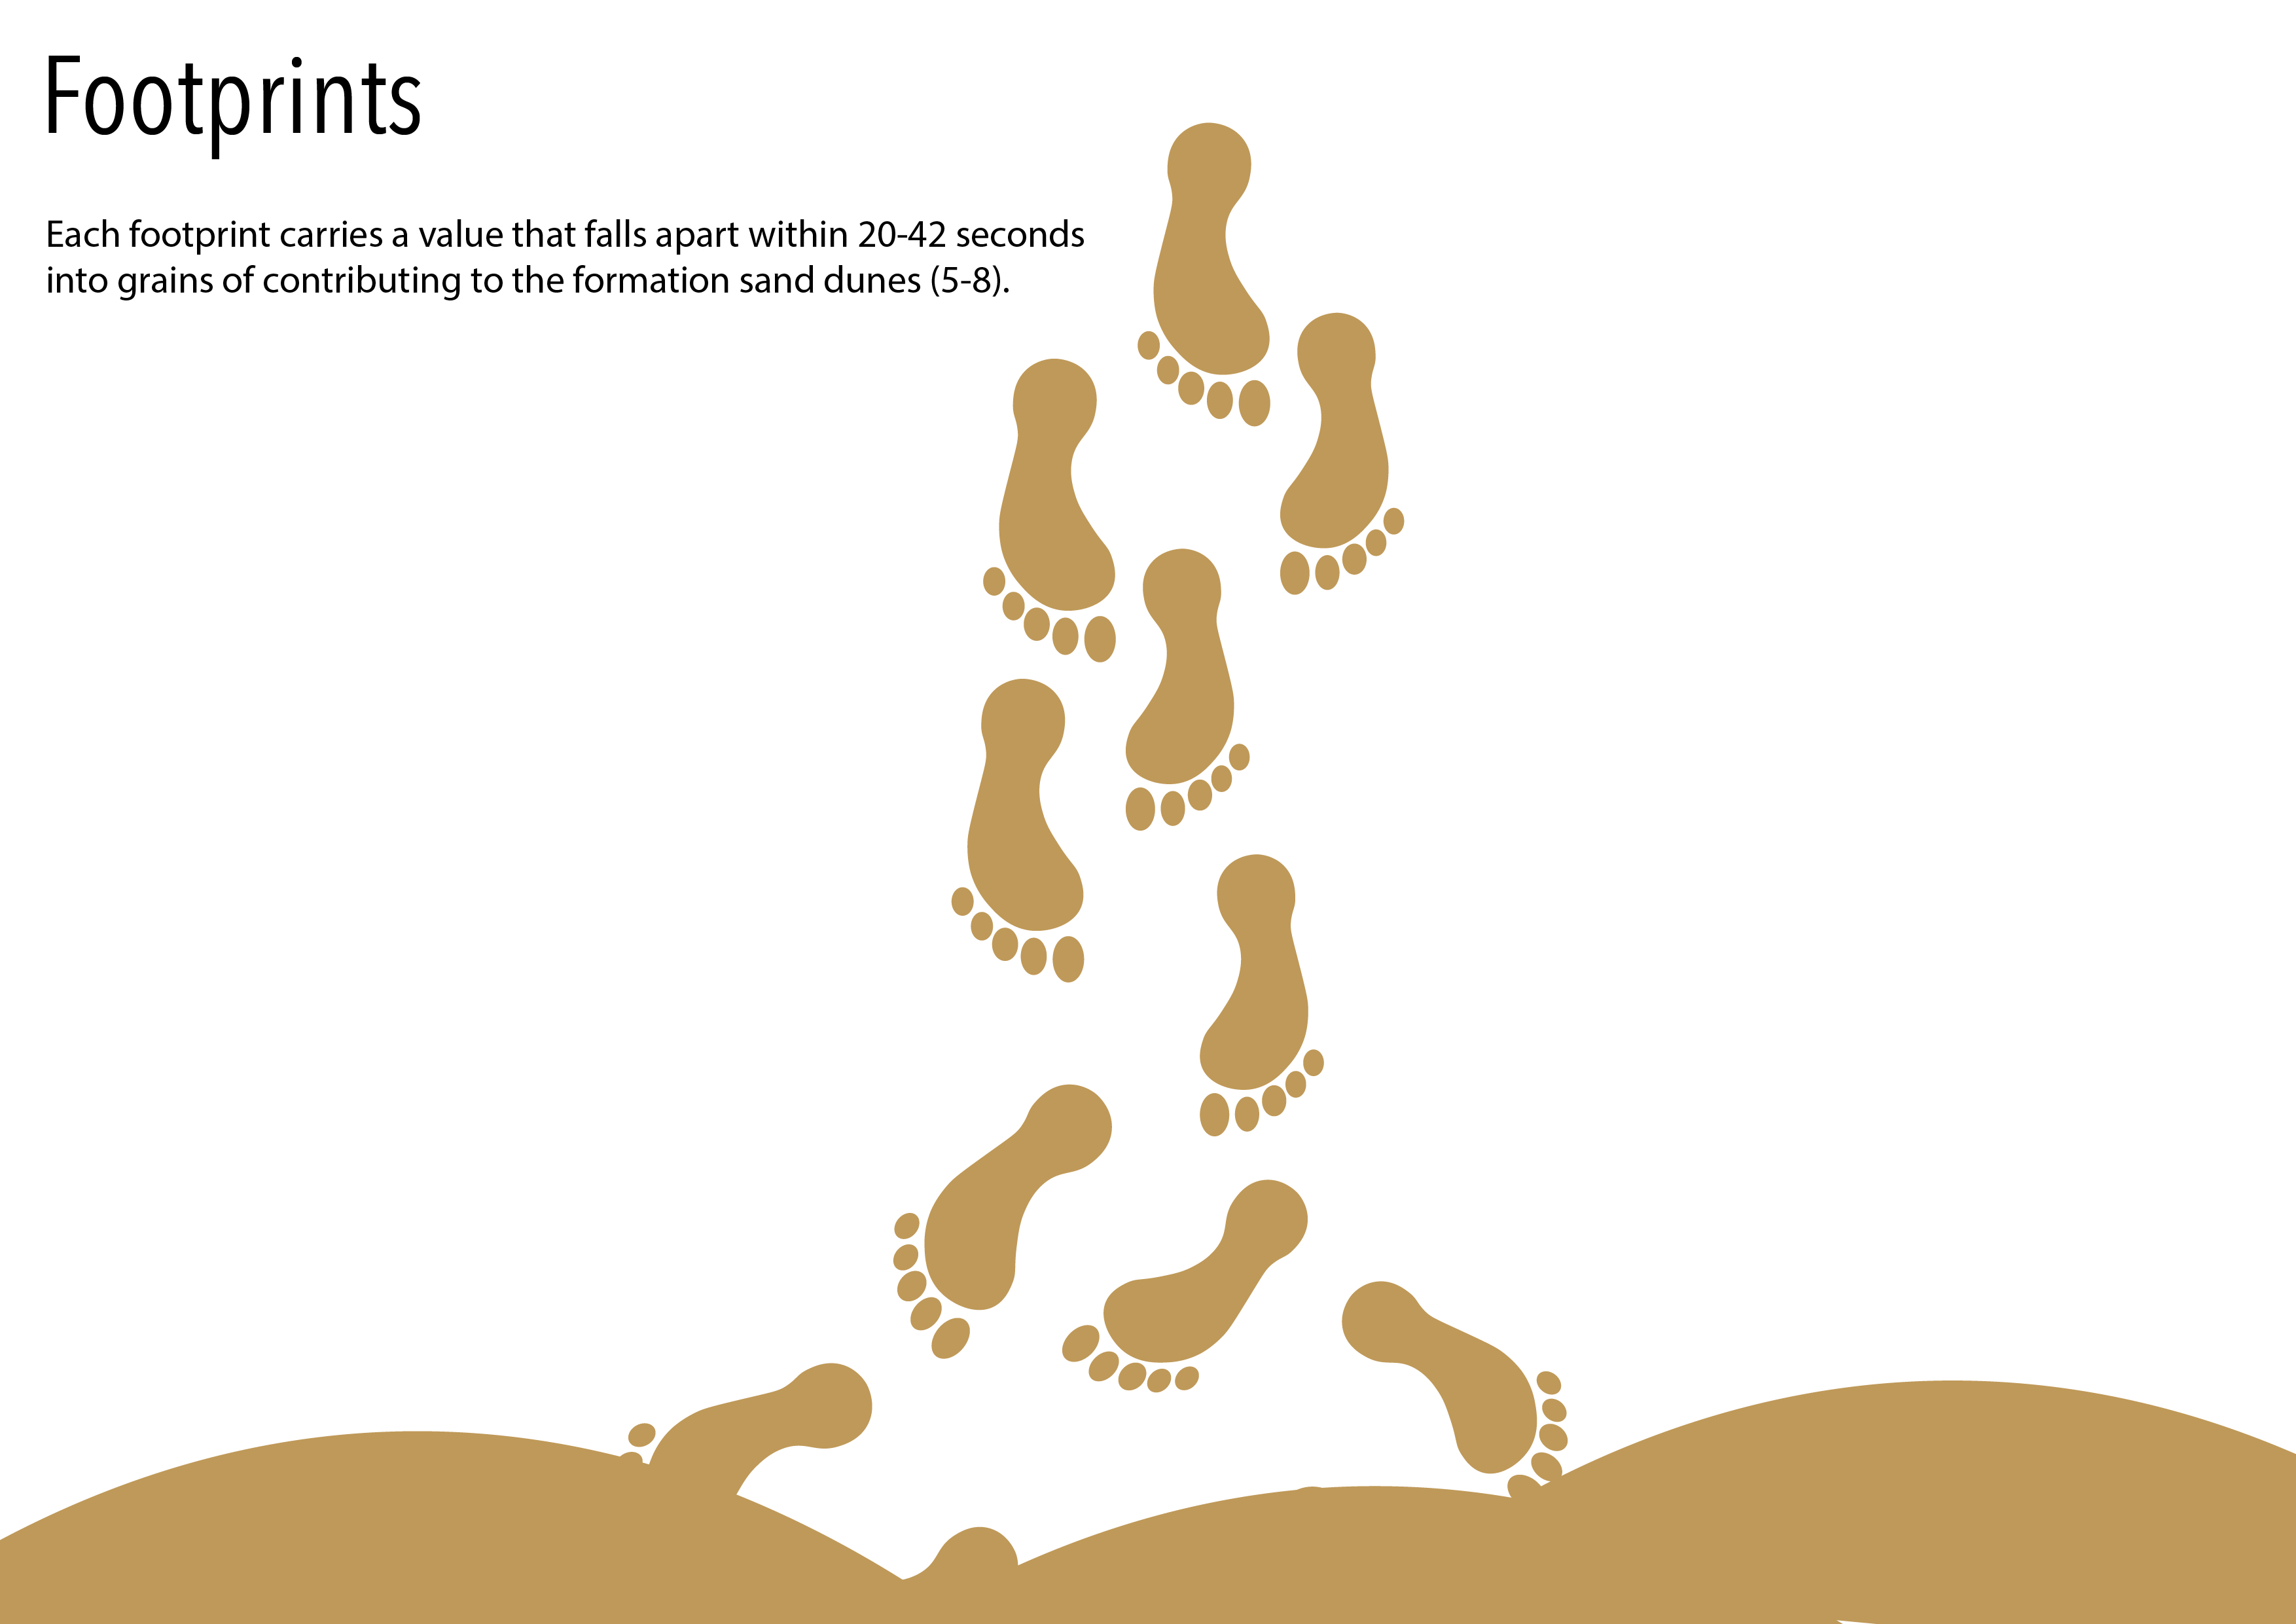 Footprints
Each footprint carries a value that falls apart within 20-42 seconds
into grains of contributing to the formation sand dunes (5-8).